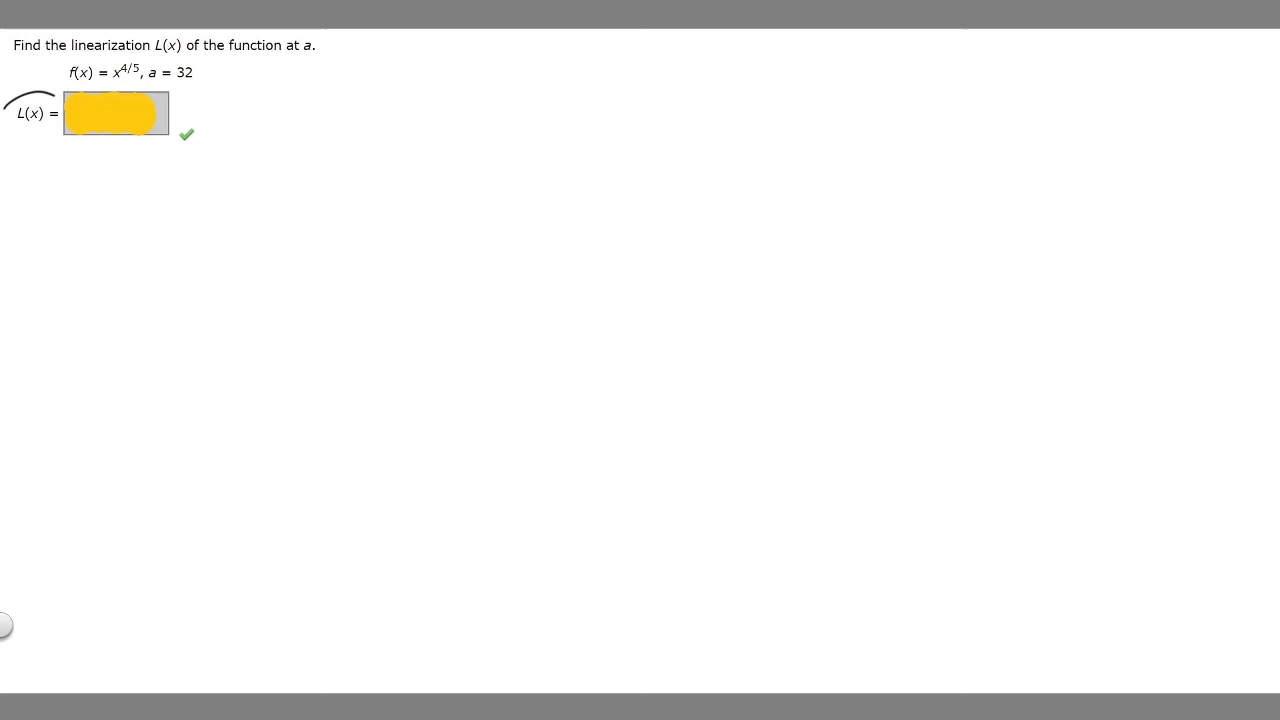 Find the linearization L(x) of the function at a.
f(x) = x^{4/5}, a = 32
L(x) =